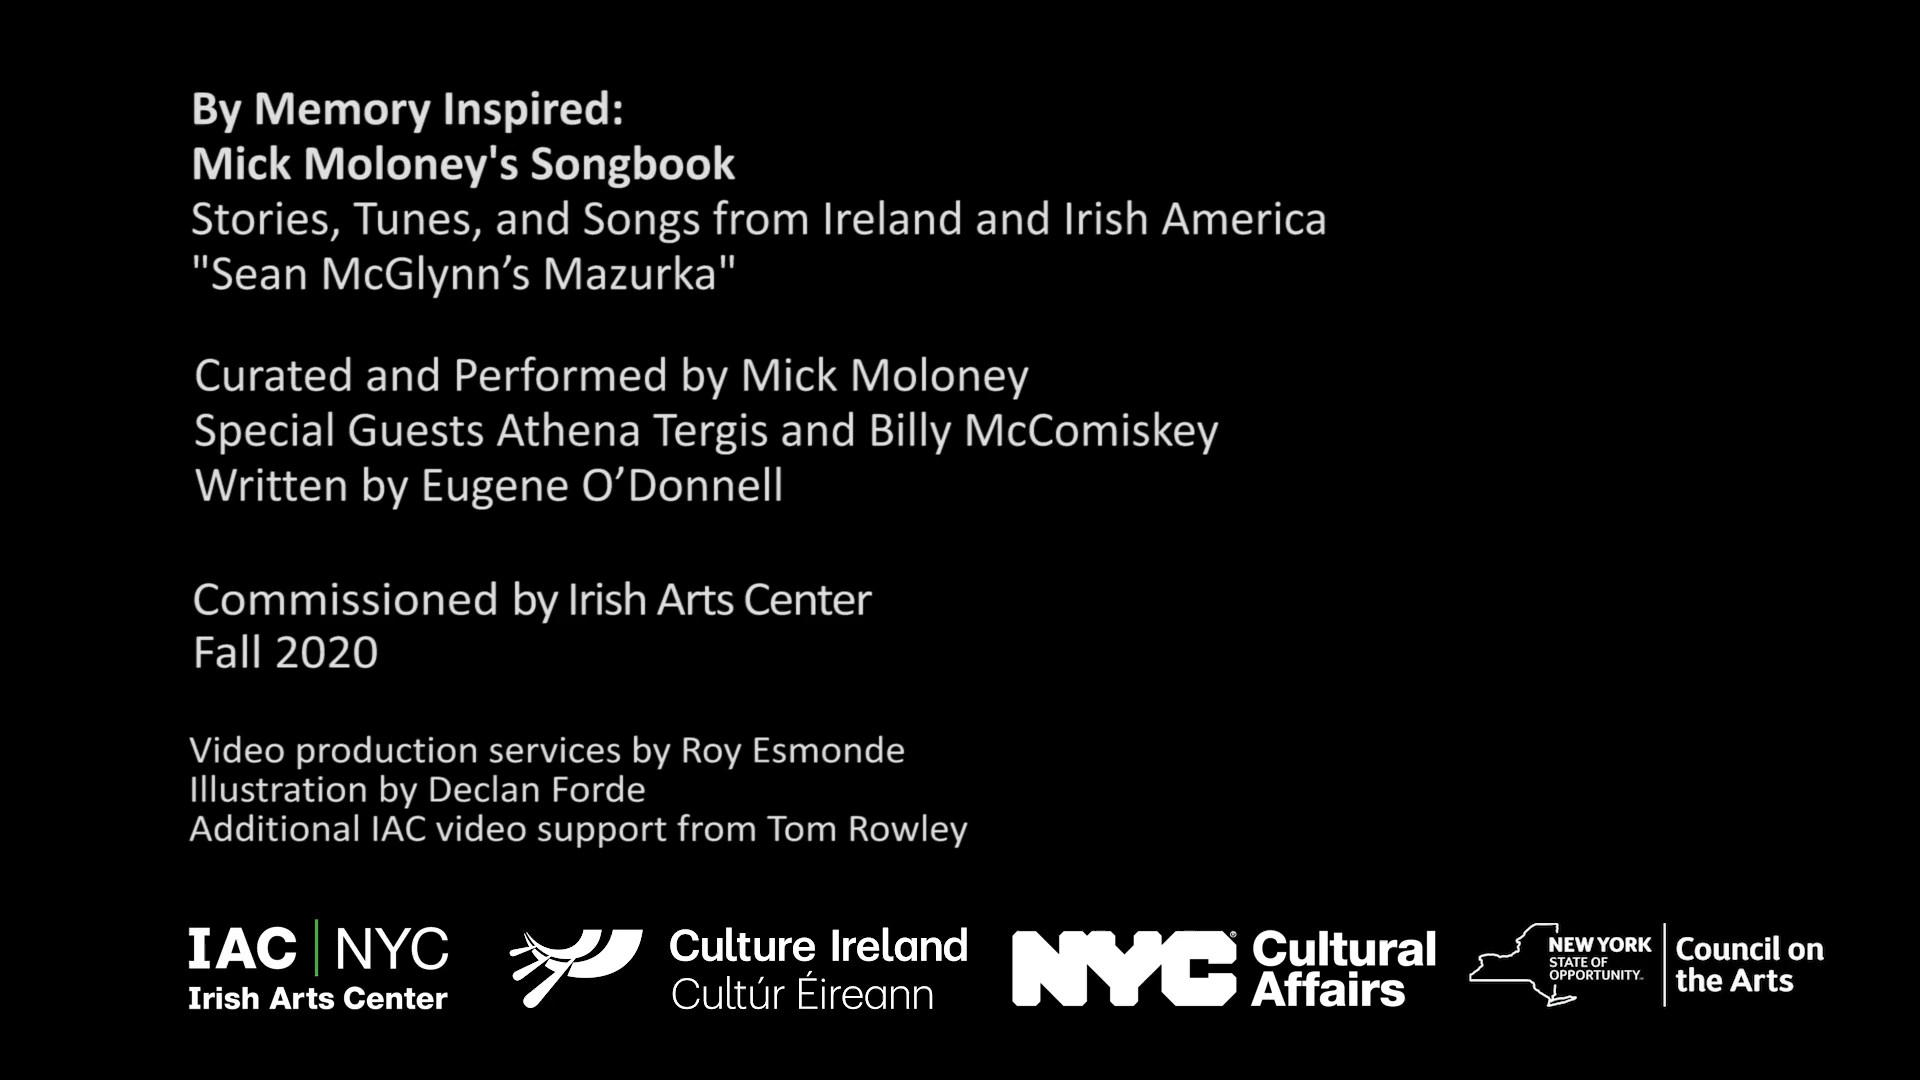 By Memory Inspired:
Mick Moloney's Songbook
Stories, Tunes, and Songs from Ireland and Irish America
"Sean McGlynn’s Mazurka"
Curated and Performed by Mick Moloney
Special Guests Athena Tergis and Billy McComiskey
Written by Eugene O’Donnell
Commissioned by Irish Arts Center
Fall 2020
Video production services by Roy Esmonde
Illustration by Declan Forde
Additional IAC video support from Tom Rowley
IAC | NYC
Irish Arts Center
Culture Ireland
Cultúr Éireann
NYC® Cultural
Affairs
NEW YORK
STATE OF
OPPORTUNITY™
Council on
the Arts